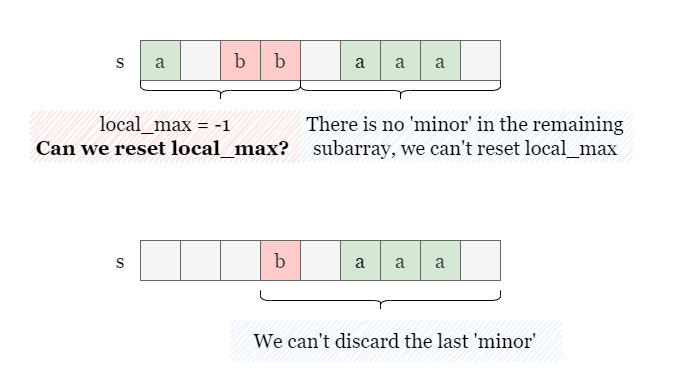 s a b b a a a
local_max = -1 There is no 'minor' in the remaining
Can we reset local_max? subarray, we can't reset local_max
s b a a a
We can't discard the last 'minor'